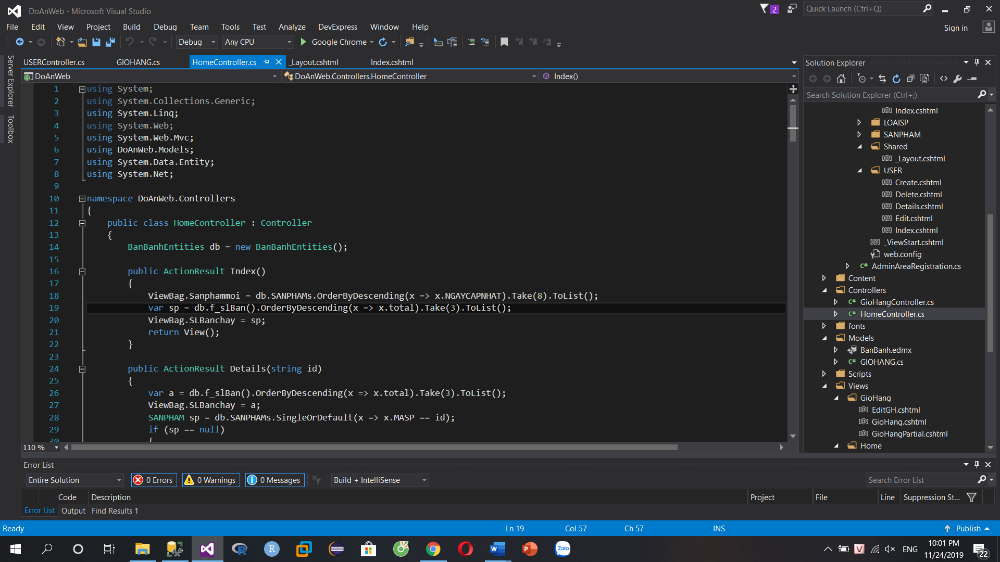 DoAnWeb - Microsoft Visual Studio
2
Quick Launch (Ctrl+Q)
File Edit View Project Build Debug Team Tools Test Analyze DevExpress Window Help
Sign in
Debug Any CPU Google Chrome
Server Explorer
Toolbox
USERController.cs GIOHANG.cs HomeController.cs _Layout.cshtml Index.cshtml
DoAnWeb DoAnWeb.Controllers.HomeController Index()
1 using System;
2 using System.Collections.Generic;
3 using System.Linq;
4 using System.Web;
5 using System.Web.Mvc;
6 using DoAnWeb.Models;
7 using System.Data.Entity;
8 using System.Net;
9
10 namespace DoAnWeb.Controllers
11 {
12 public class HomeController : Controller
13 {
14 BanBanhEntities db = new BanBanhEntities();
15
16 public ActionResult Index()
17 {
18 ViewBag.Sanphammoi = db.SANPHAMs.OrderByDescending(x => x.NGAYCAPNHAT).Take(8).ToList();
19 var sp = db.f_slBan().OrderByDescending(x => x.total).Take(3).ToList();
20 ViewBag.SLBanchay = sp;
21 return View();
22 }
23
24 public ActionResult Details(string id)
25 {
26 var a = db.f_slBan().OrderByDescending(x => x.total).Take(3).ToList();
27 ViewBag.SLBanchay = a;
28 SANPHAM sp = db.SANPHAMs.SingleOrDefault(x => x.MASP == id);
29 if (sp == null)
30 {
110 %
Solution Explorer
Search Solution Explorer (Ctrl+;)
Index.cshtml
LOAISP
SANPHAM
Shared
_Layout.cshtml
USER
Create.cshtml
Delete.cshtml
Details.cshtml
Edit.cshtml
Index.cshtml
_ViewStart.cshtml
web.config
C# AdminAreaRegistration.cs
Content
Controllers
C# GioHangController.cs
C# HomeController.cs
fonts
Models
BanBanh.edmx
C# GIOHANG.cs
Scripts
Views
GioHang
EditGH.cshtml
GioHang.cshtml
GioHangPartial.cshtml
Home
Error List
Entire Solution 0 Errors 0 Warnings 0 Messages Build + IntelliSense Search Error List
Code Description Project File Line Suppression St...
Error List Output Find Results 1
Ready Ln 19 Col 57 Ch 57 INS Publish
Zalo
ENG
10:01 PM
11/24/2019
22